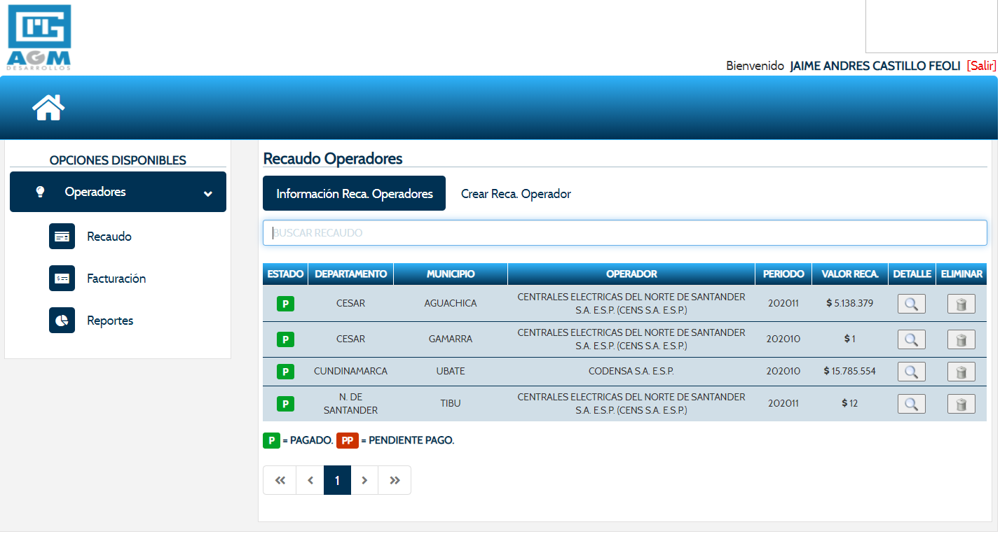 AGM
DESARROLLOS
Bienvenido JAIME ANDRES CASTILLO FEOLI [Salir]
OPCIONES DISPONIBLES
Operadores
Recaudo
Facturación
Reportes
Recaudo Operadores
Información Reca. Operadores Crear Reca. Operador
BUSCAR RECAUDO
ESTADO DEPARTAMENTO MUNICIPIO OPERADOR PERIODO VALOR RECA. DETALLE ELIMINAR
P CESAR AGUACHICA CENTRALES ELECTRICAS DEL NORTE DE SANTANDER S.A. E.S.P. (CENS S.A. E.S.P.) 202011 $ 5.138.379
P CESAR GAMARRA CENTRALES ELECTRICAS DEL NORTE DE SANTANDER S.A. E.S.P. (CENS S.A. E.S.P.) 202010 $ 1
P CUNDINAMARCA UBATE CODENSA S.A. E.S.P. 202010 $ 15.785.554
P N. DE SANTANDER TIBU CENTRALES ELECTRICAS DEL NORTE DE SANTANDER S.A. E.S.P. (CENS S.A. E.S.P.) 202011 $ 12
P = PAGADO. PP = PENDIENTE PAGO.
« ‹ 1 › »